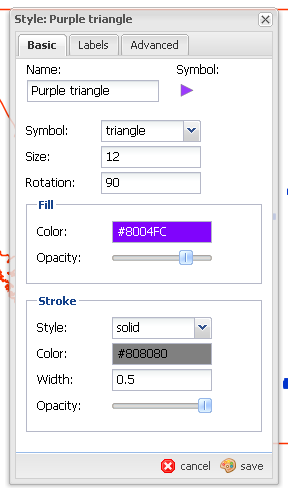 Style: Purple triangle
Basic Labels Advanced
Name: Symbol:
Purple triangle
Symbol: triangle
Size: 12
Rotation: 90
Fill
Color: #8004FC
Opacity:
Stroke
Style: solid
Color: #808080
Width: 0.5
Opacity:
cancel save